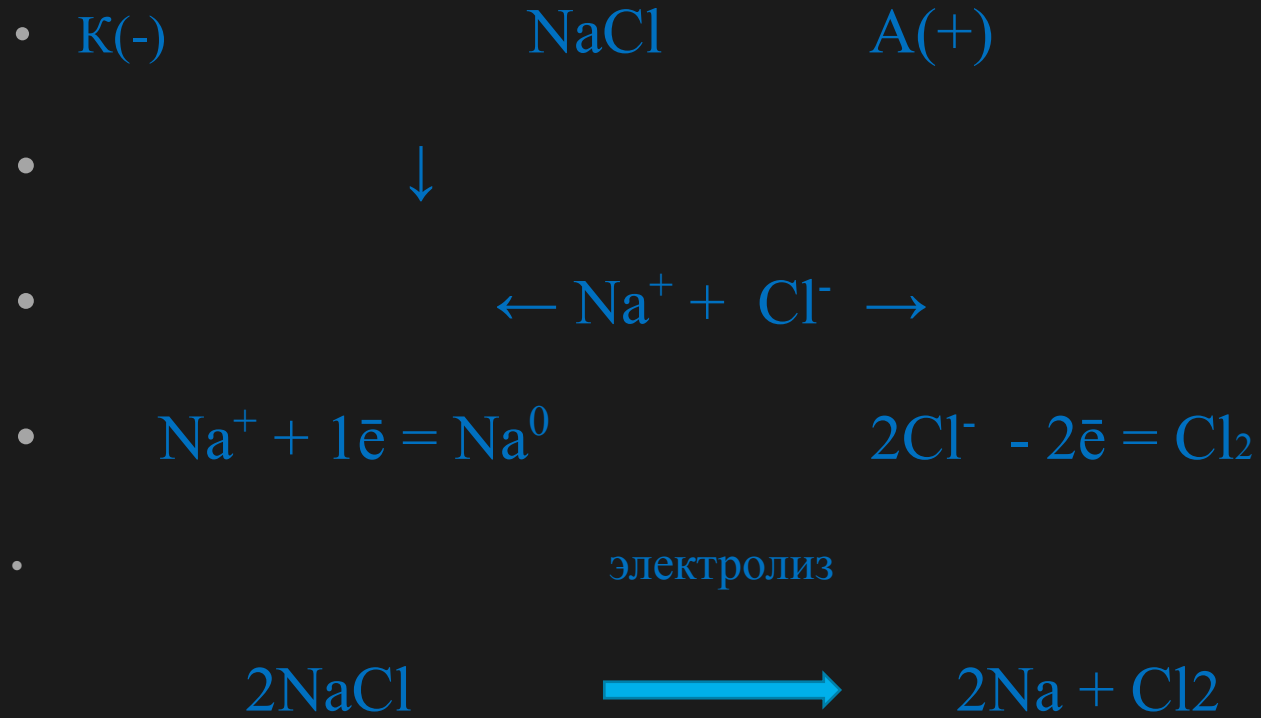 • К(-) NaCl А(+)
• ↓
• ← Na⁺ + Cl⁻ →
• Na⁺ + 1ē = Na⁰ 2Cl⁻ - 2ē = Cl₂
• электролиз
2NaCl 2Na + Cl2